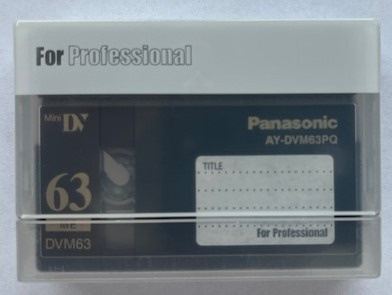 For Professional
Mini DV
Panasonic
AY-DVM63PQ
TITLE
63
ME
For Professional
DVM63